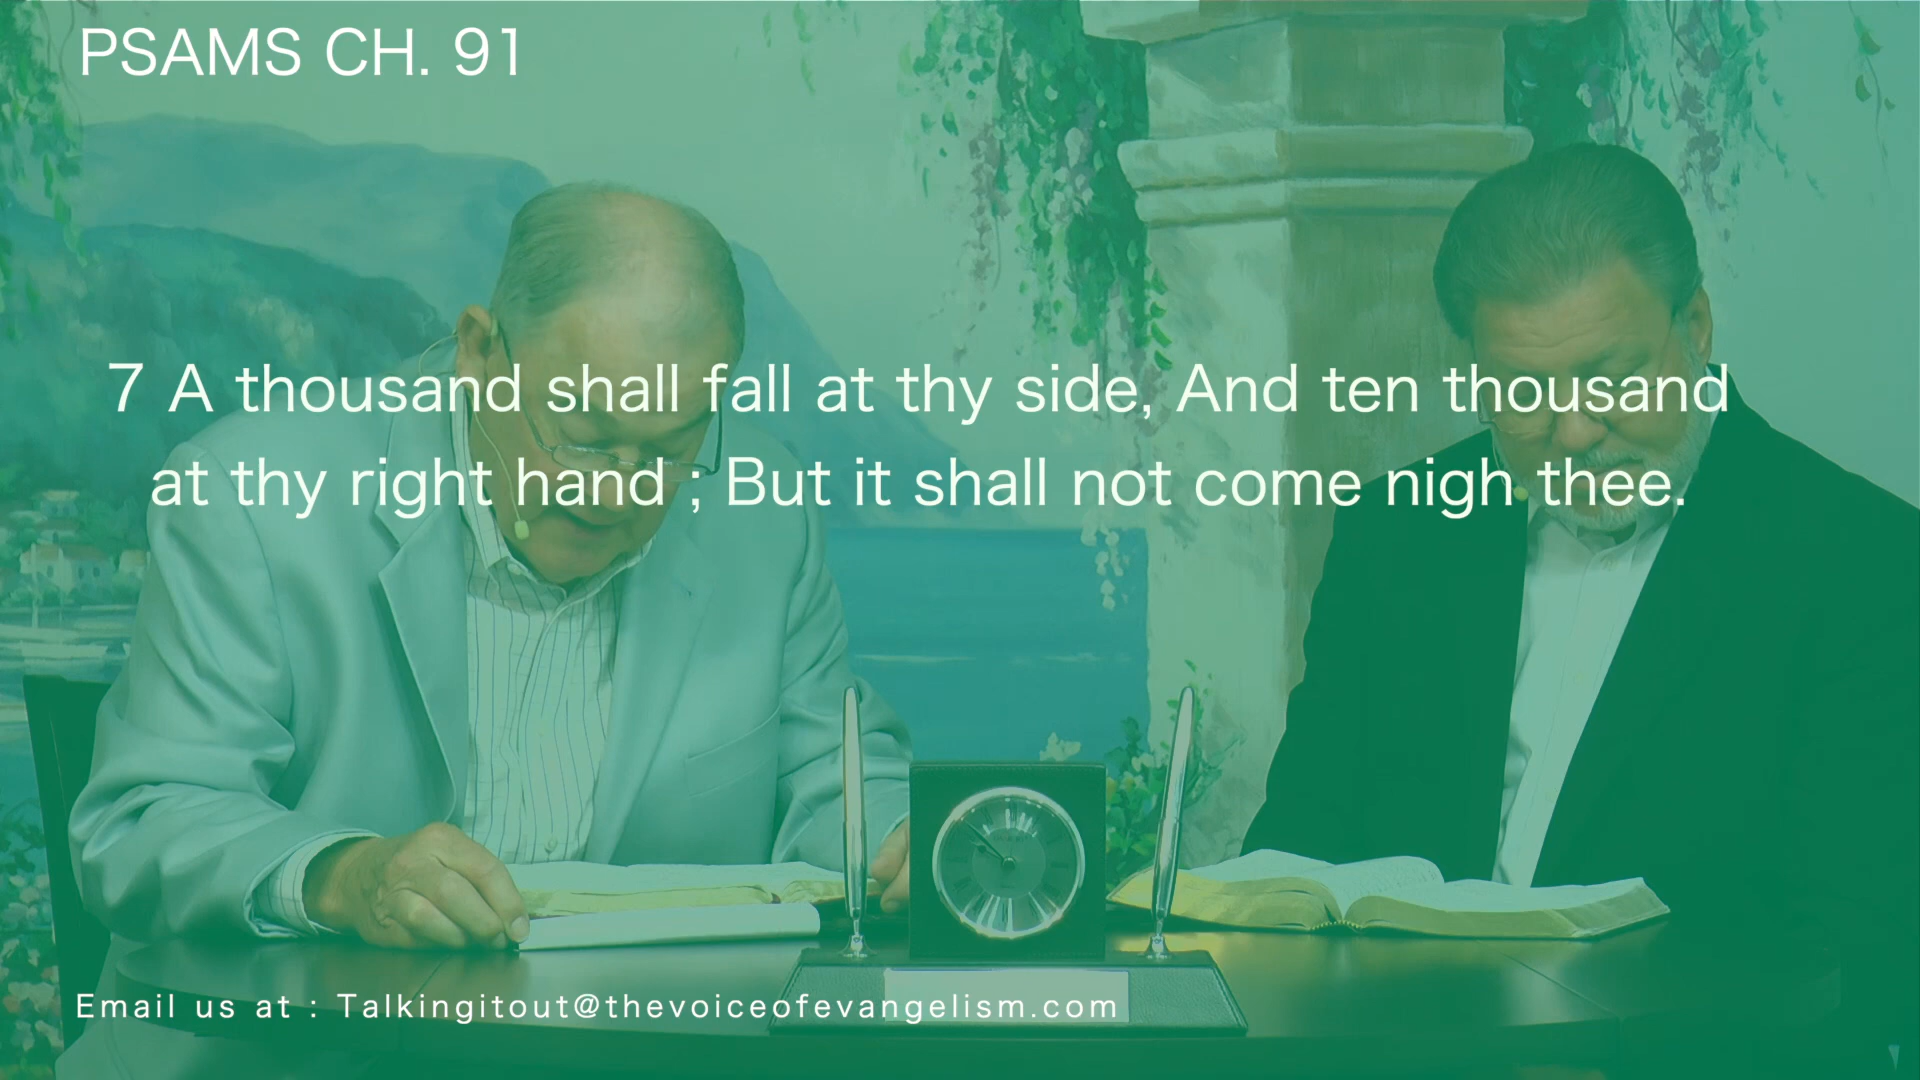 PSAMS CH. 91
7 A thousand shall fall at thy side, And ten thousand
at thy right hand ; But it shall not come nigh thee.
Email us at : Talkingitout@thevoiceofevangelism.com